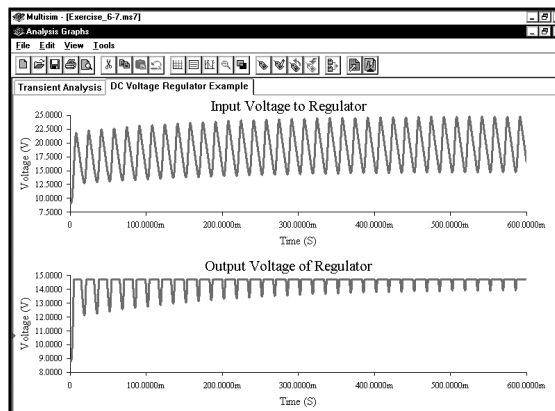 Multisim - [Exercise_6-7.ms7]
Analysis Graphs
File Edit View Tools
Transient Analysis DC Voltage Regulator Example
Input Voltage to Regulator
Voltage (V)
25.0000
22.5000
20.0000
17.5000
15.0000
12.5000
10.0000
7.5000
0 100.0000m 200.0000m 300.0000m 400.0000m 500.0000m 600.0000m
Time (S)
Output Voltage of Regulator
Voltage (V)
15.0000
14.0000
13.0000
12.0000
11.0000
10.0000
9.0000
8.0000
0 100.0000m 200.0000m 300.0000m 400.0000m 500.0000m 600.0000m
Time (S)